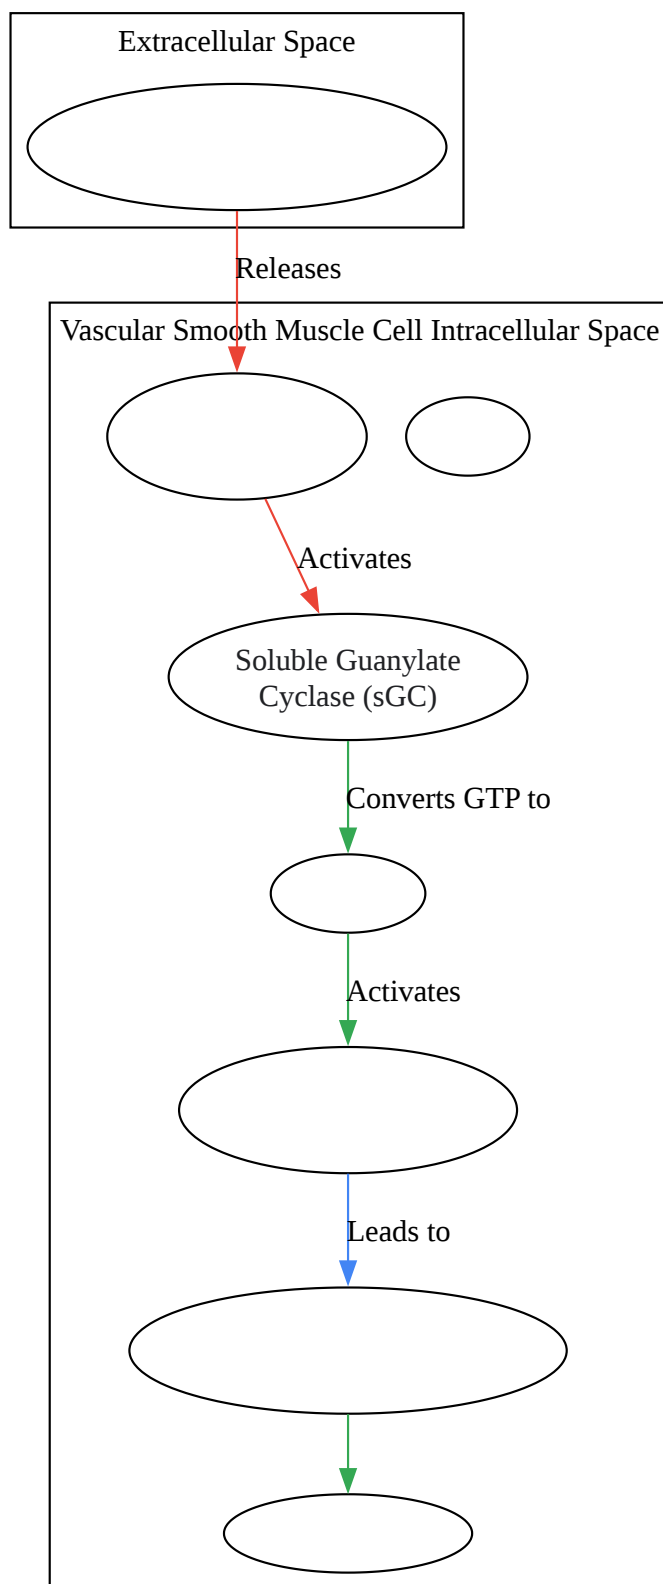 Extracellular Space
Releases
Vascular Smooth Muscle Cell Intracellular Space
Activates
Soluble Guanylate
Cyclase (sGC)
Converts GTP to
Activates
Leads to